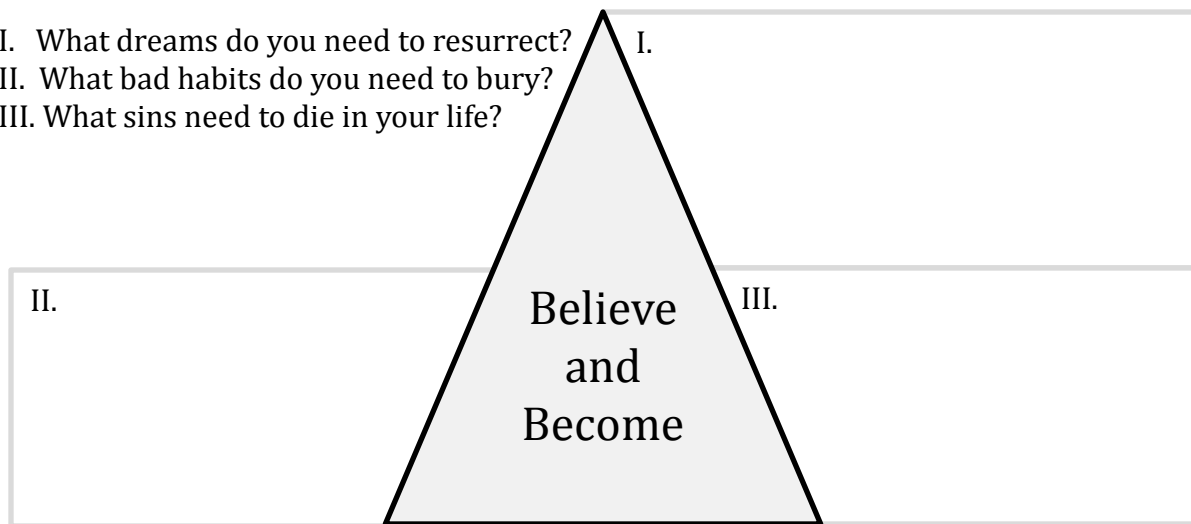 I. What dreams do you need to resurrect?
II. What bad habits do you need to bury?
III. What sins need to die in your life?
I.
II.
III.
Believe
and
Become